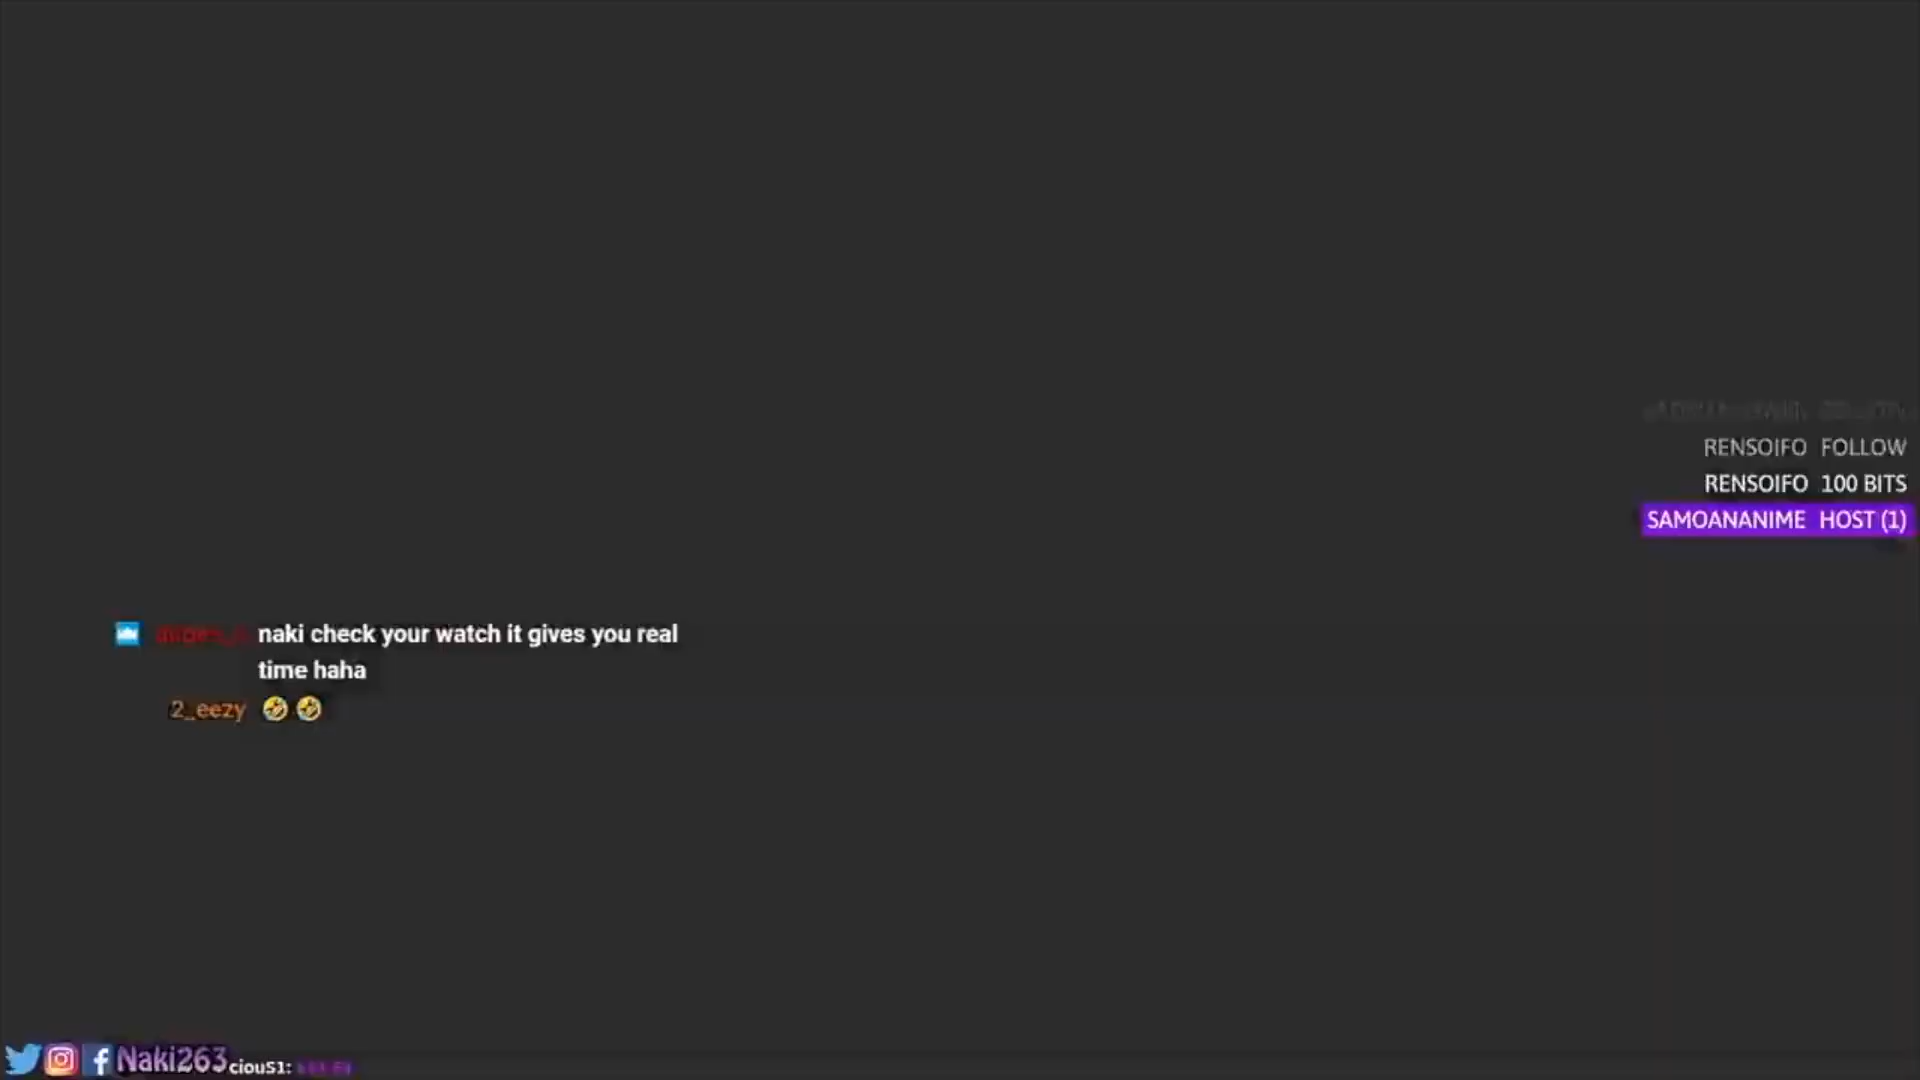 RENSOIFO FOLLOW
RENSOIFO 100 BITS
SAMOANANIME HOST (1)
naki check your watch it gives you real
time haha
2_eezy 🤣 🤣
Naki263
ciou51: